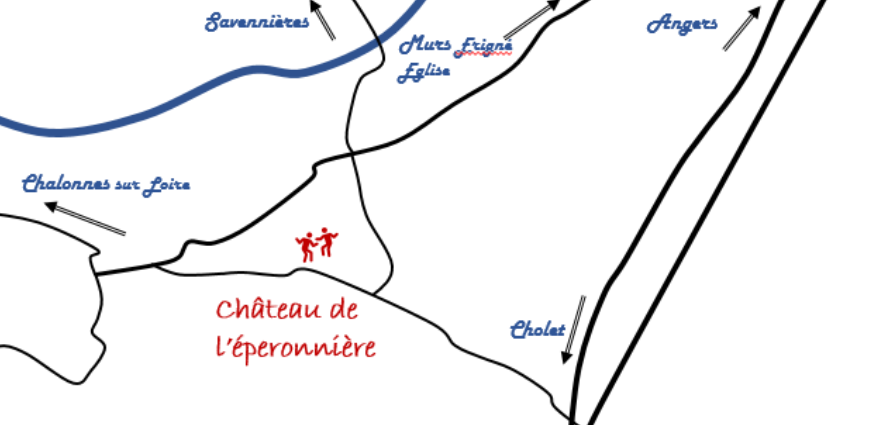 Savennières
Murs Erigné
Eglise
Angers
Chalonnes sur Loire
Château de
l'éperonnière
Cholet